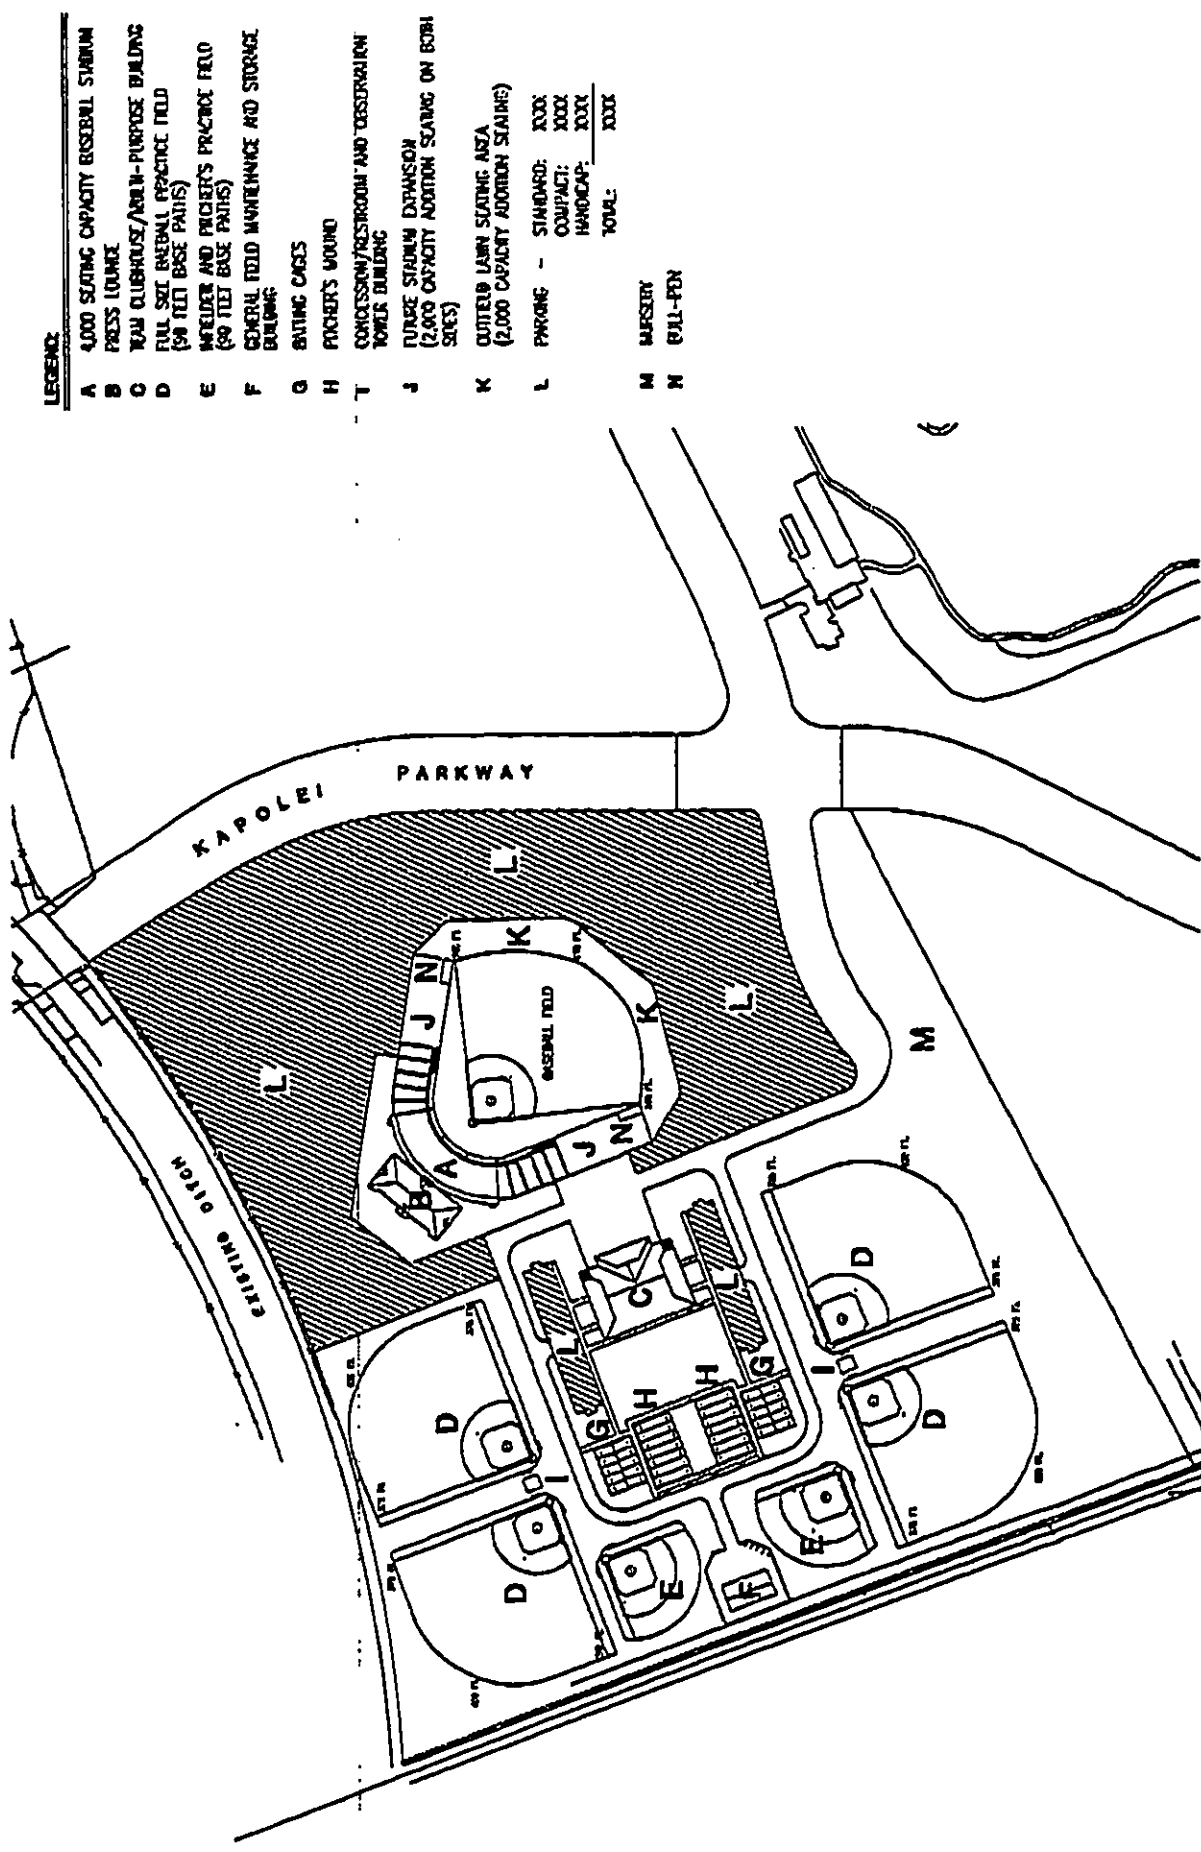 LEGEND:
A 4,000 SEATING CAPACITY BASEBALL STADIUM
B PRESS LOUNGE
C TEAM CLUBHOUSE/MULTI-PURPOSE BUILDING
D FULL SIZE BASEBALL PRACTICE FIELD
(90 FEET BASE PATHS)
E INFIELDER AND PITCHER'S PRACTICE FIELD
(90 FEET BASE PATHS)
F GENERAL FIELD MAINTENANCE AND STORAGE
BUILDING
G BATTING CAGES
H PITCHER'S MOUND
I CONCESSION/RESTROOM AND OBSERVATION
TOWER BUILDING
J FUTURE STADIUM EXPANSION
(2,000 CAPACITY ADDITION SEATING ON BOTH
SIDES)
K OUTFIELD LAWN SEATING AREA
(2,000 CAPACITY ADDITION SEATING)
L PARKING - STANDARD: XXXX
COMPACT: XXXX
HANDICAP: XXXX
TOTAL: XXXX
M NURSERY
N BULL-PEN
KAPOLEI PARKWAY
EXISTING DITCH
BASEBALL FIELD
L
L
L
K
K
N
J
A
B
J
N
M
C
L
L
G
G
H
H
I
I
D
D
D
D
E
E
F